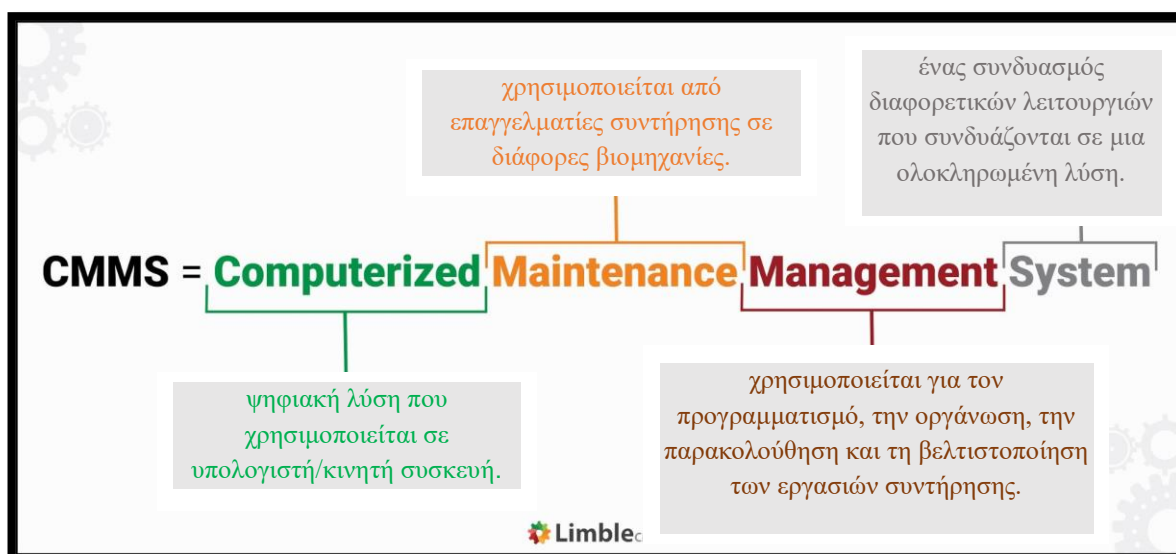 χρησιμοποιείται από
επαγγελματίες συντήρησης σε
διάφορες βιομηχανίες.
ένας συνδυασμός
διαφορετικών λειτουργιών
που συνδυάζονται σε μια
ολοκληρωμένη λύση.
CMMS = Computerized Maintenance Management System
ψηφιακή λύση που
χρησιμοποιείται σε
υπολογιστή/κινητή συσκευή.
χρησιμοποιείται για τον
προγραμματισμό, την οργάνωση, την
παρακολούθηση και τη βελτιστοποίηση
των εργασιών συντήρησης.
Limble